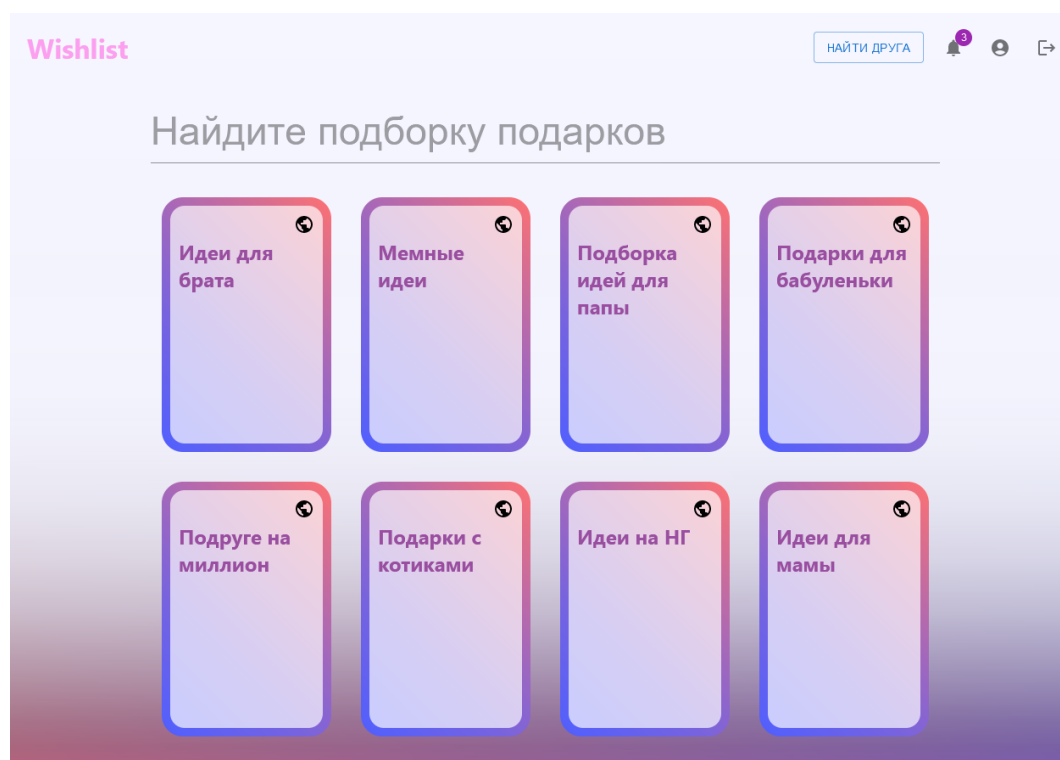 Wishlist
НАЙТИ ДРУГА
3
Найдите подборку подарков
Идеи для
брата
Мемные
идеи
Подборка
идей для
папы
Подарки для
бабуленьки
Подруге на
миллион
Подарки с
котиками
Идеи на НГ
Идеи для
мамы